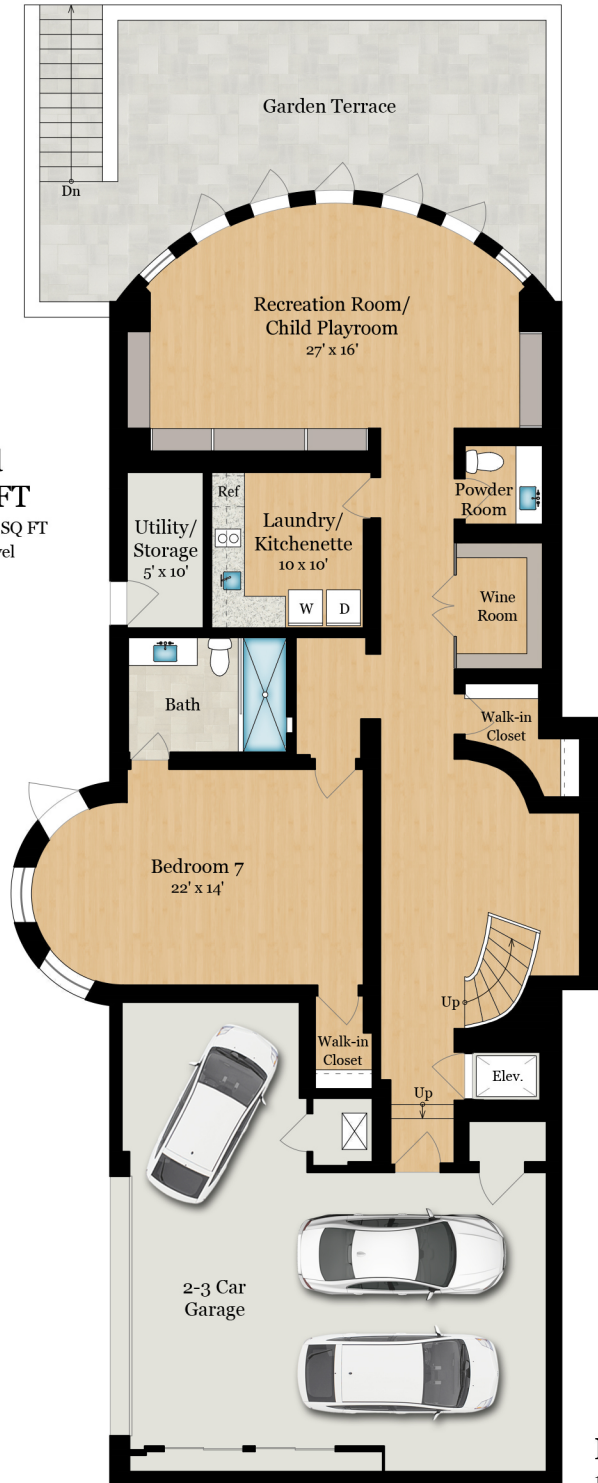 Garden Terrace
Dn
Recreation Room/
Child Playroom
27' x 16'
FT
SQ FT
Ref
Laundry/
Kitchenette
10 x 10'
W
D
Utility/
Storage
5' x 10'
Powder
Room
Wine
Room
Bath
Walk-in
Closet
Bedroom 7
22' x 14'
Up
Walk-in
Closet
Up
Elev.
2-3 Car
Garage